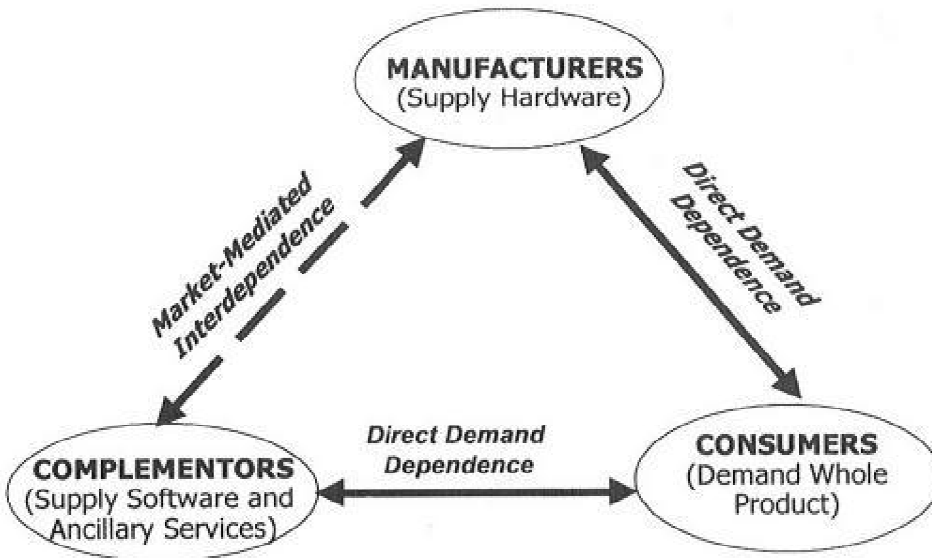 MANUFACTURERS
(Supply Hardware)
Market-Mediated
Interdependence
Direct Demand
Dependence
Direct Demand
Dependence
COMPLEMENTORS
(Supply Software and
Ancillary Services)
CONSUMERS
(Demand Whole
Product)